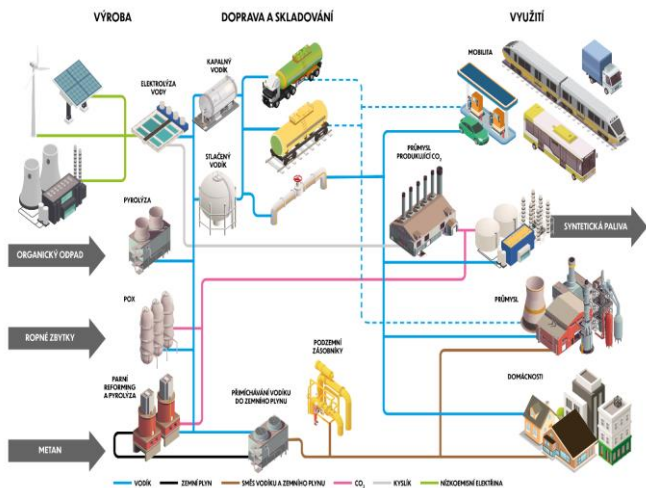 VÝROBA
DOPRAVA A SKLADOVÁNÍ
VYUŽITÍ
ELEKTROLÝZA
VODY
KAPALNÝ
VODÍK
MOBILITA
STLAČENÝ
VODÍK
PRŮMYSL
PRODUKUJÍCÍ CO₂
PYROLÝZA
ORGANICKÝ ODPAD
SYNTETICKÁ PALIVA
POX
ROPNÉ ZBYTKY
PRŮMYSL
PARNÍ
REFORMING
A PYROLÝZA
PŘIMÍCHÁVÁNÍ VODÍKU
DO ZEMNÍHO PLYNU
PODZEMNÍ
ZÁSOBNÍKY
DOMÁCNOSTI
METAN
VODÍK
ZEMNÍ PLYN
SMĚS VODÍKU A ZEMNÍHO PLYNU
CO₂
KYSLÍK
NÍZKOEMISNÍ ELEKTŘINA